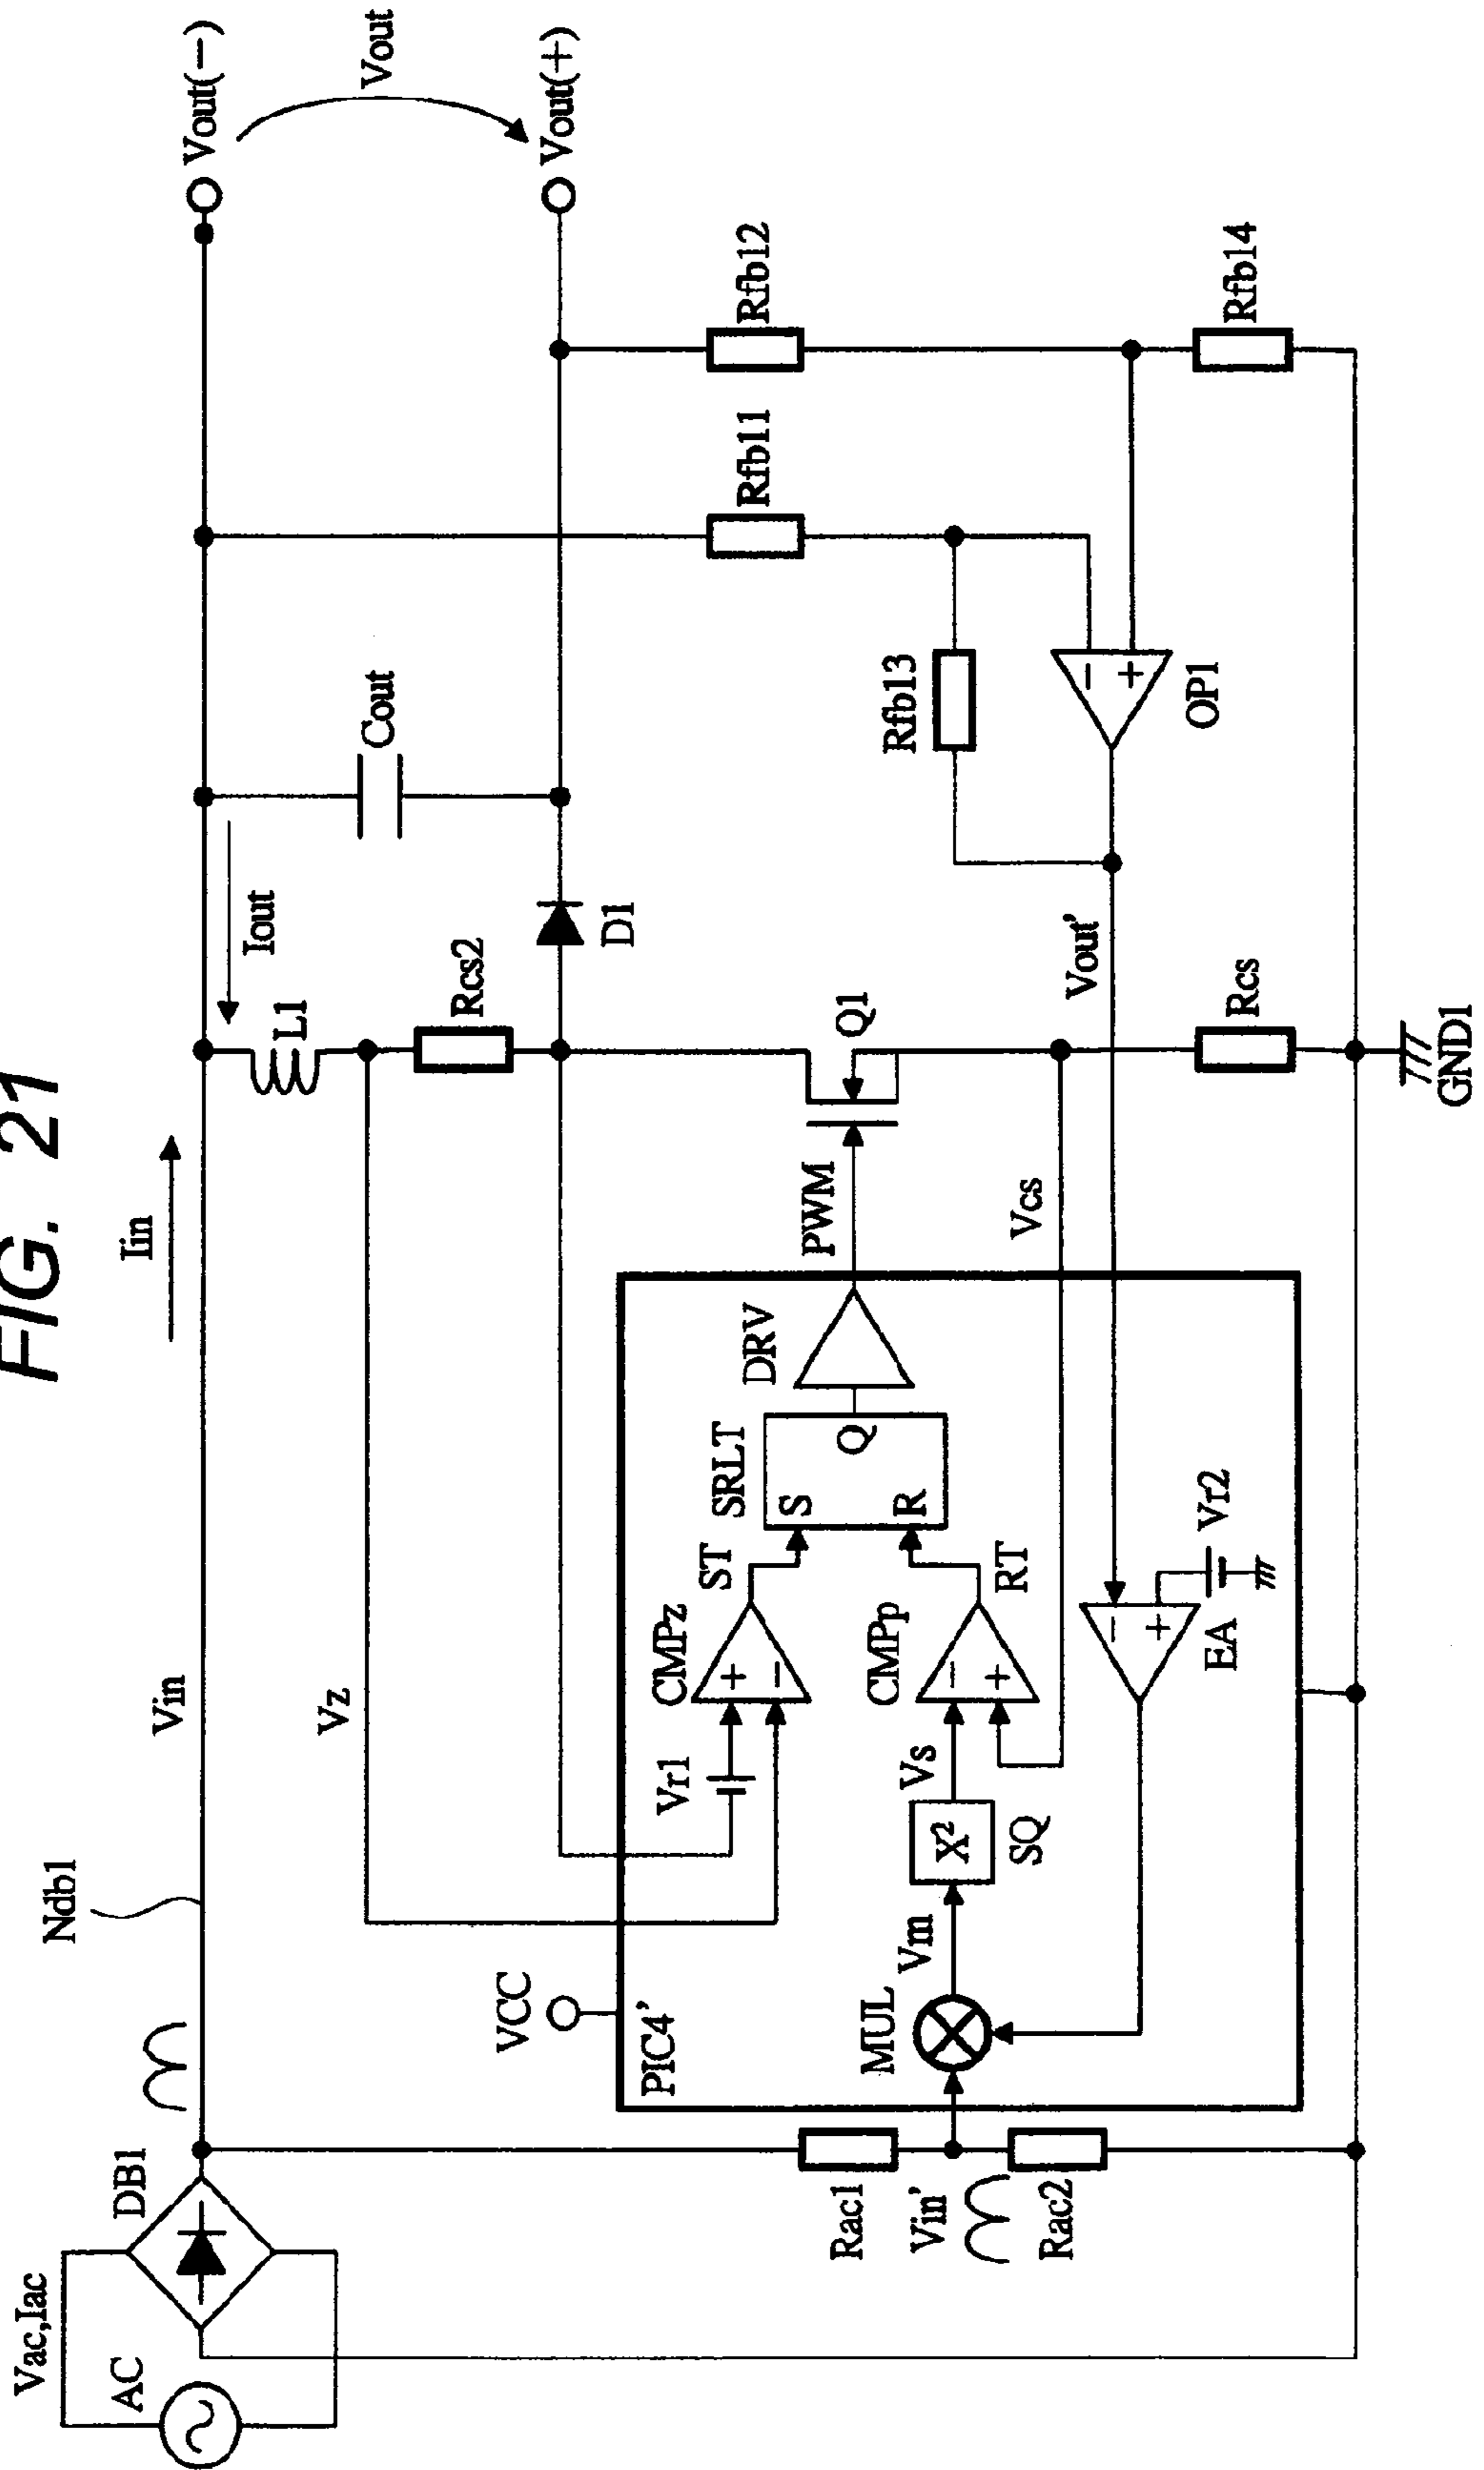 FIG. 21
Vac,Iac
AC
DB1
Ndb1
Vin
Iin
Vz
VCC
PIC4'
Vr1
CMPz
ST
SRLT
S
R
Q
DRV
PWM
Q1
L1
Rcs2
Iout
D1
Cout
Vout(−)
Vout
Vout(+)
Rfb11
Rfb12
Rfb13
Rfb14
OP1
−
+
Vout'
Rcs
GND1
Vcs
CMPp
RT
+
−
−
+
Vs
X²
SQ
Vm
MUL
EA
−
+
Vr2
Rac1
Vin'
Rac2